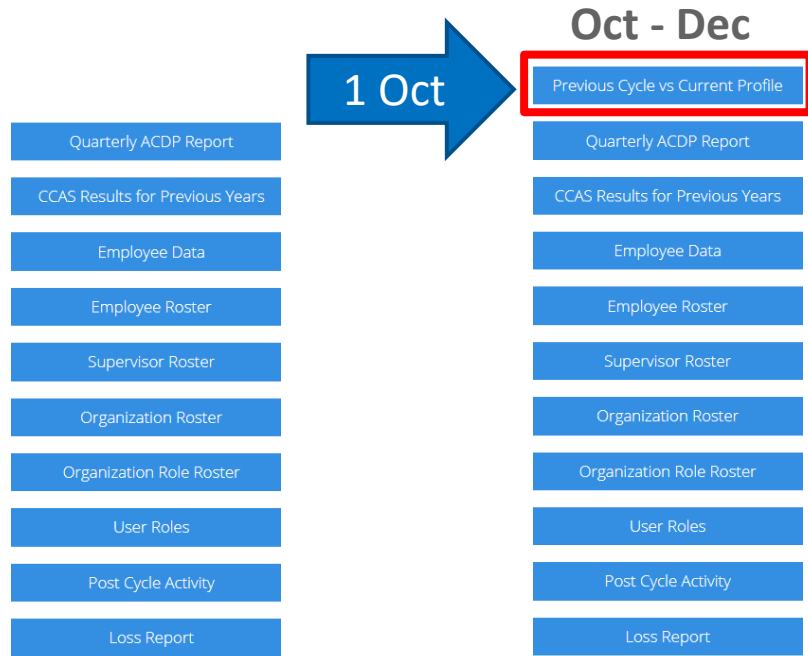 Oct - Dec
1 Oct
Previous Cycle vs Current Profile
Quarterly ACDP Report
CCAS Results for Previous Years
Employee Data
Employee Roster
Supervisor Roster
Organization Roster
Organization Role Roster
User Roles
Post Cycle Activity
Loss Report
Quarterly ACDP Report
CCAS Results for Previous Years
Employee Data
Employee Roster
Supervisor Roster
Organization Roster
Organization Role Roster
User Roles
Post Cycle Activity
Loss Report